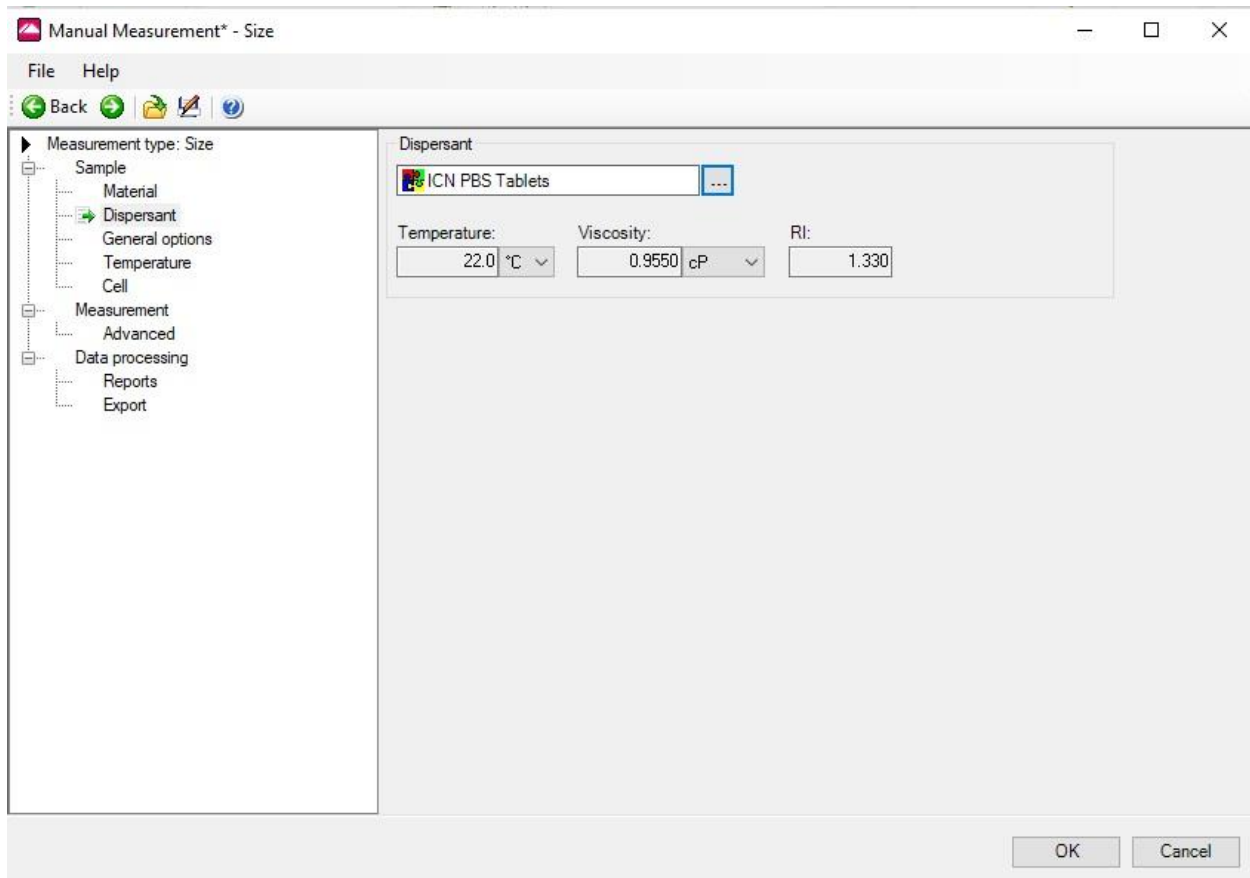 Manual Measurement* - Size
File Help
Back
Measurement type: Size
Sample
Material
Dispersant
General options
Temperature
Cell
Measurement
Advanced
Data processing
Reports
Export
Dispersant
ICN PBS Tablets ...
Temperature: Viscosity: RI:
22.0 °C 0.9550 cP 1.330
OK Cancel